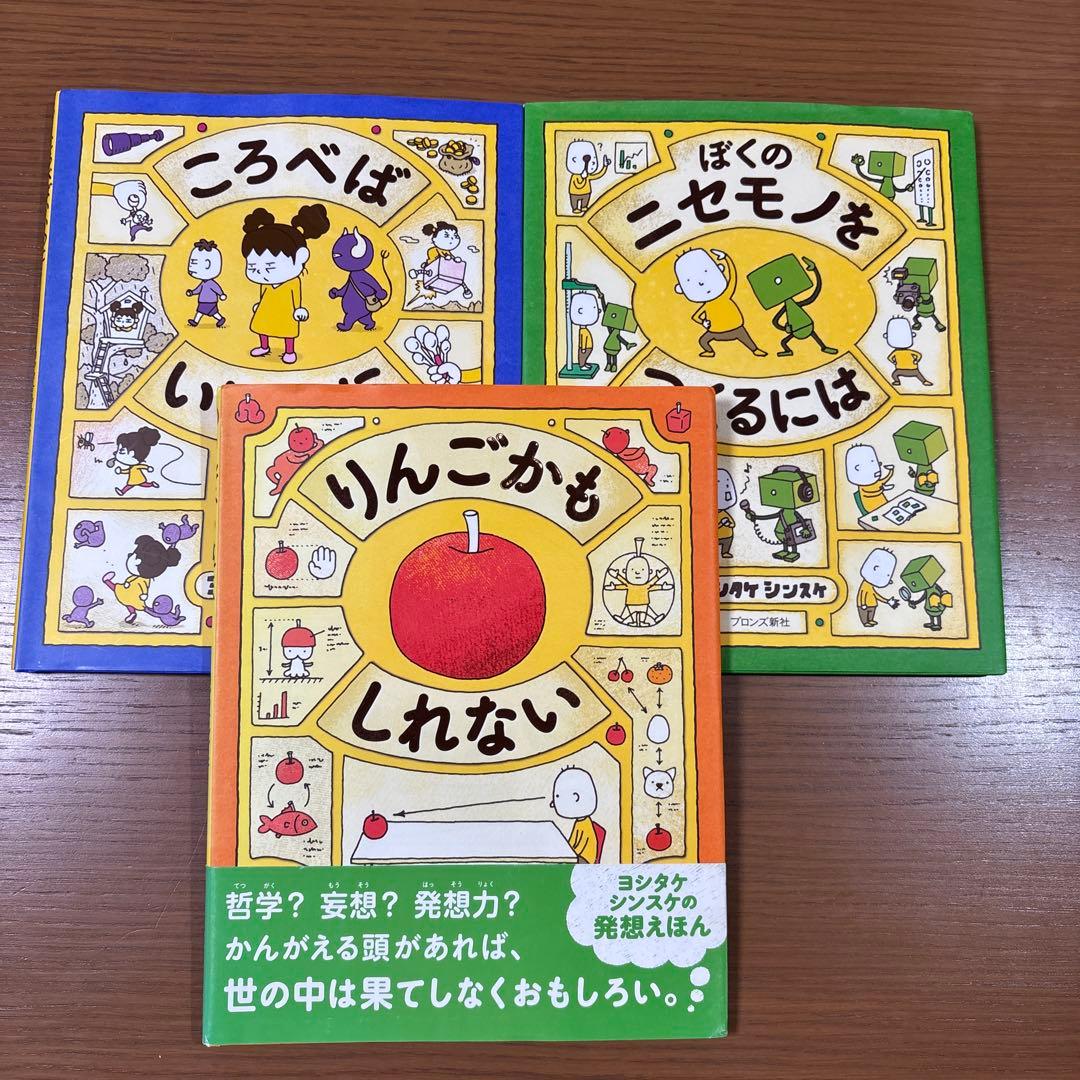 ころべば
ぼくの
ニセモノを
るには
タケ シンスケ
ブロンズ新社
りんごかも
しれない
哲学? 妄想? 発想力?
かんがえる頭があれば、
世の中は果てしなくおもしろい。
ヨシタケ
シンスケの
発想えほん